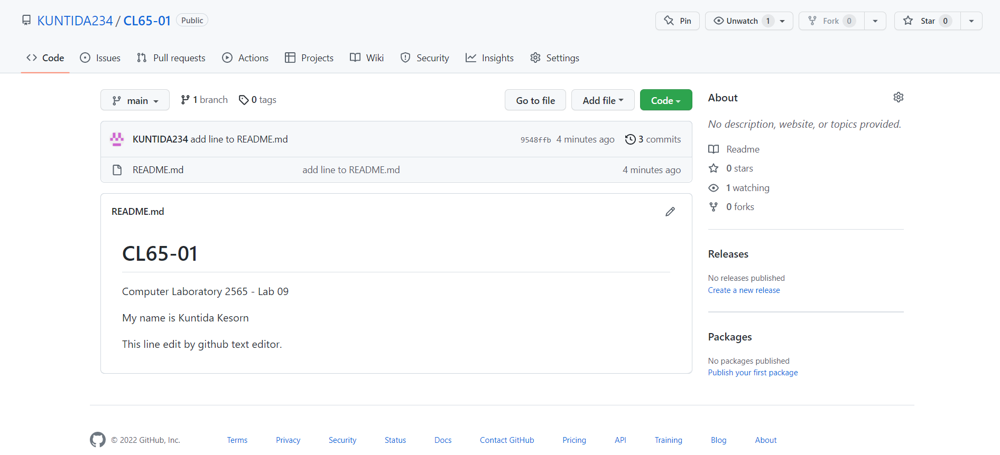 KUNTIDA234 / CL65-01 Public
Pin
Unwatch 1
Fork 0
Star 0
Code Issues Pull requests Actions Projects Wiki Security Insights Settings
main 1 branch 0 tags Go to file Add file Code
KUNTIDA234 add line to README.md 9548ffb 4 minutes ago 3 commits
README.md add line to README.md 4 minutes ago
README.md
CL65-01
Computer Laboratory 2565 - Lab 09
My name is Kuntida Kesorn
This line edit by github text editor.
About
No description, website, or topics provided.
Readme
0 stars
1 watching
0 forks
Releases
No releases published
Create a new release
Packages
No packages published
Publish your first package
© 2022 GitHub, Inc. Terms Privacy Security Status Docs Contact GitHub Pricing API Training Blog About